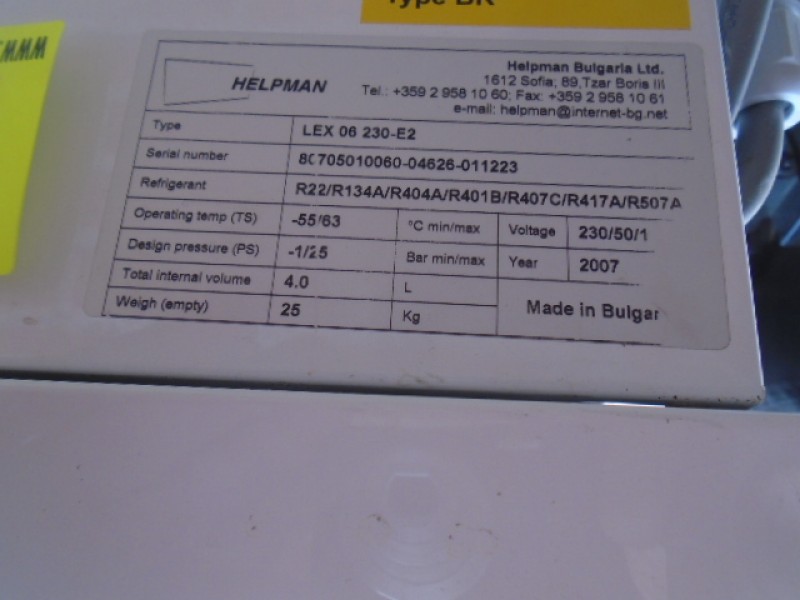 Type BK
WWW
HELPMAN
Helpman Bulgaria Ltd.
1612 Sofia; 89,Tzar Boris III
Tel.: +359 2 958 10 60; Fax: +359 2 958 10 61
e-mail: helpman@internet-bg.net
Type LEX 06 230-E2
Serial number 80705010060-04626-011223
Refrigerant R22/R134A/R404A/R401B/R407C/R417A/R507A
Operating temp (TS) -55/63 °C min/max Voltage 230/50/1
Design pressure (PS) -1/25 Bar min/max Year 2007
Total internal volume 4.0 L
Weigh (empty) 25 Kg Made in Bulgar